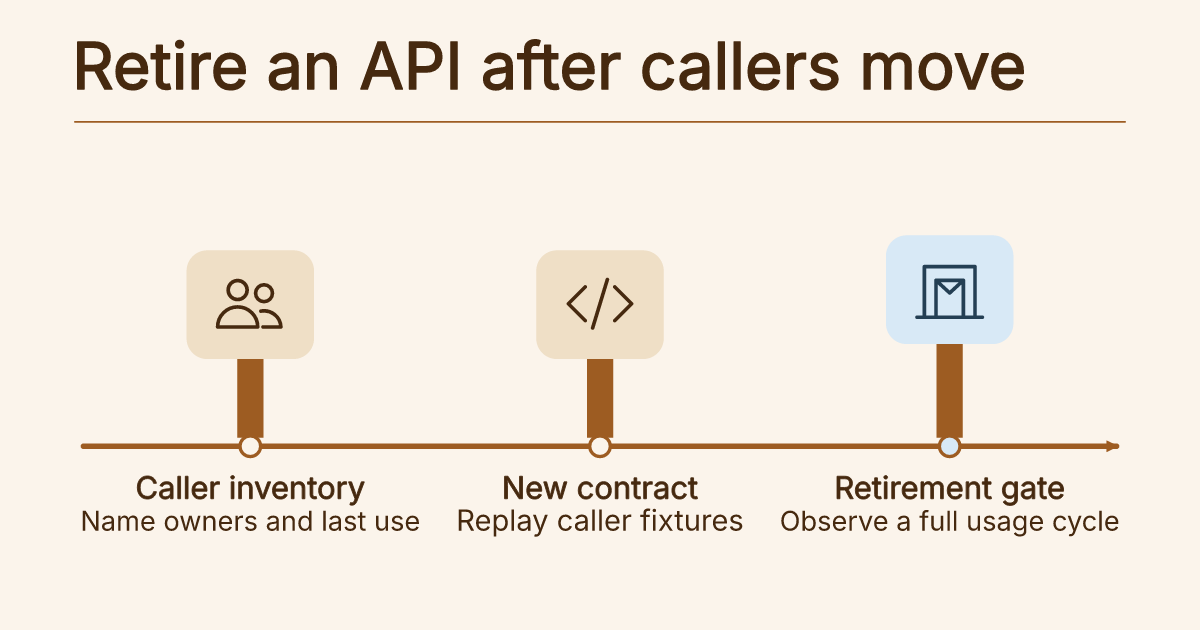 Retire an API after callers move
Caller inventory
Name owners and last use
New contract
Replay caller fixtures
Retirement gate
Observe a full usage cycle